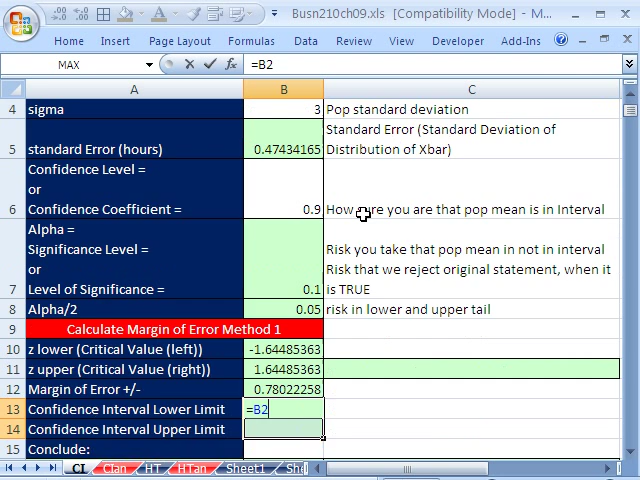 Busn210ch09.xls [Compatibility Mode] - M...
Home Insert Page Layout Formulas Data Review View Developer Add-Ins
MAX =B2
A B C
4 sigma 3 Pop standard deviation
Standard Error (Standard Deviation of
5 standard Error (hours) 0.47434165 Distribution of Xbar)
Confidence Level =
or
6 Confidence Coefficient = 0.9 How sure you are that pop mean is in Interval
Alpha =
Significance Level = Risk you take that pop mean in not in interval
or Risk that we reject original statement, when it
7 Level of Significance = 0.1 is TRUE
8 Alpha/2 0.05 risk in lower and upper tail
9 Calculate Margin of Error Method 1
10 z lower (Critical Value (left)) -1.64485363
11 z upper (Critical Value (right)) 1.64485363
12 Margin of Error +/- 0.78022258
13 Confidence Interval Lower Limit =B2
14 Confidence Interval Upper Limit
15 Conclude:
CI CIan HT HTan Sheet1 She